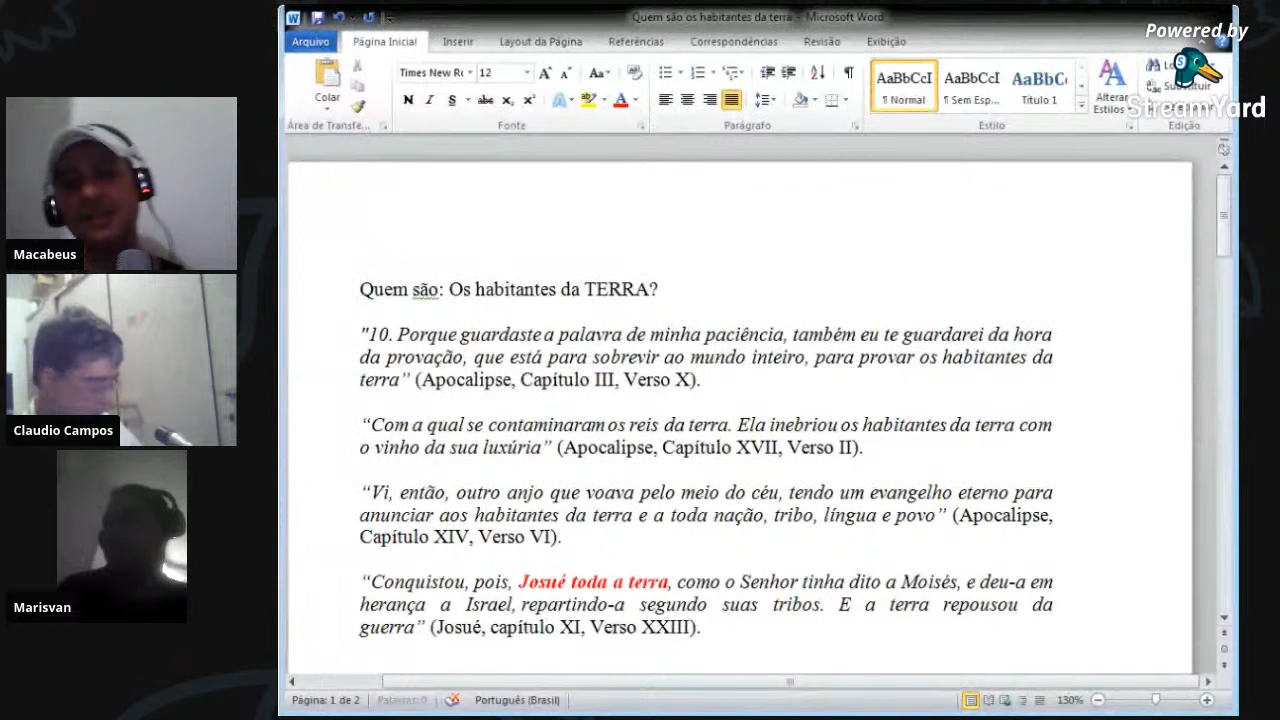 Quem são os habitantes da terra - Microsoft Word
Powered by
StreamYard
Arquivo Página Inicial Inserir Layout da Página Referências Correspondências Revisão Exibição
Colar
Times New Ro 12
AaBbCcI AaBbCcI AaBbC
¶ Normal ¶ Sem Esp... Título 1
Alterar
Estilos
Área de Transfe... Fonte Parágrafo Estilo Edição
Macabeus
Claudio Campos
Marisvan
Quem são: Os habitantes da TERRA?
"10. Porque guardaste a palavra de minha paciência, também eu te guardarei da hora
da provação, que está para sobrevir ao mundo inteiro, para provar os habitantes da
terra” (Apocalipse, Capítulo III, Verso X).
“Com a qual se contaminaram os reis da terra. Ela inebriou os habitantes da terra com
o vinho da sua luxúria” (Apocalipse, Capítulo XVII, Verso II).
“Vi, então, outro anjo que voava pelo meio do céu, tendo um evangelho eterno para
anunciar aos habitantes da terra e a toda nação, tribo, língua e povo” (Apocalipse,
Capítulo XIV, Verso VI).
“Conquistou, pois, Josué toda a terra, como o Senhor tinha dito a Moisés, e deu-a em
herança a Israel, repartindo-a segundo suas tribos. E a terra repousou da
guerra” (Josué, capítulo XI, Verso XXIII).
Página: 1 de 2 Palavras: 0 Português (Brasil) 130%